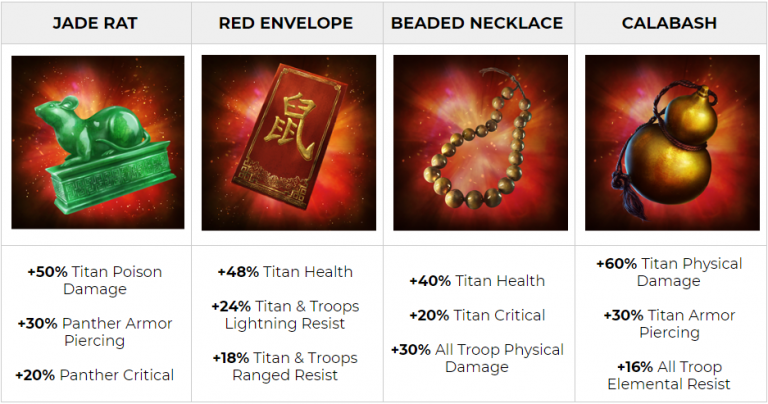 JADE RAT
RED ENVELOPE
BEADED NECKLACE
CALABASH
鼠
+50% Titan Poison
Damage
+30% Panther Armor
Piercing
+20% Panther Critical
+48% Titan Health
+24% Titan & Troops
Lightning Resist
+18% Titan & Troops
Ranged Resist
+40% Titan Health
+20% Titan Critical
+30% All Troop Physical
Damage
+60% Titan Physical
Damage
+30% Titan Armor
Piercing
+16% All Troop
Elemental Resist